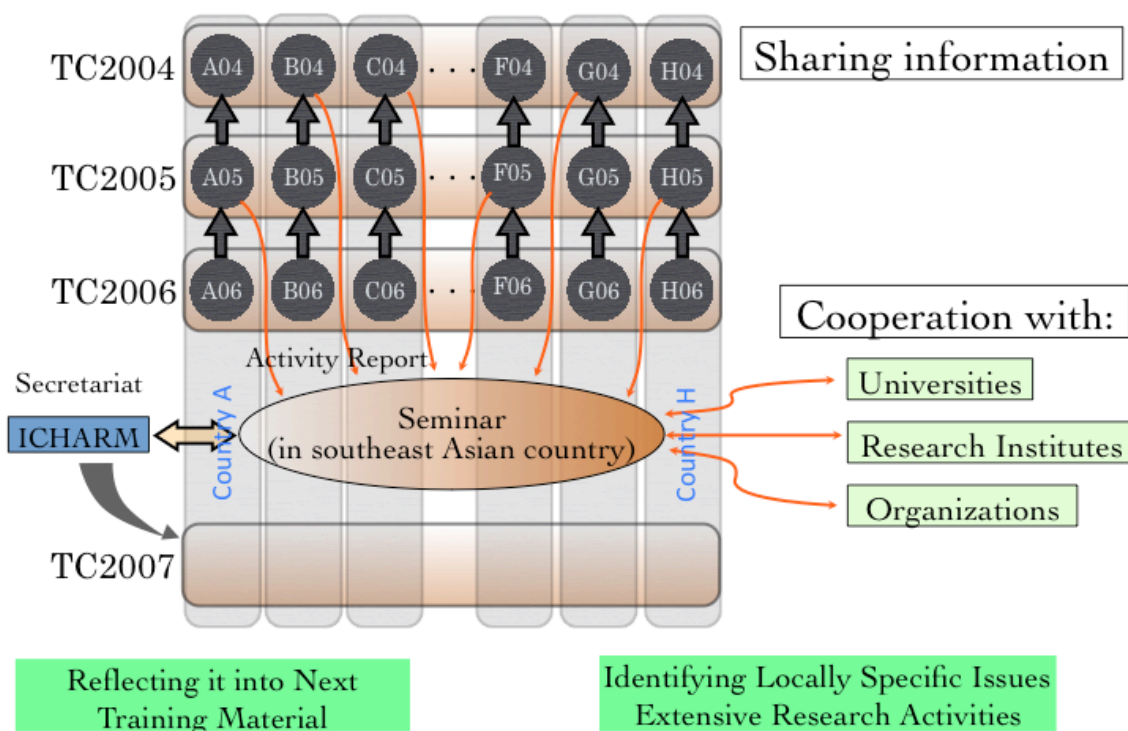 TC2004
A04 B04 C04 ··· F04 G04 H04
Sharing information
TC2005
A05 B05 C05 ··· F05 G05 H05
TC2006
A06 B06 C06 ··· F06 G06 H06
Cooperation with:
Activity Report
Secretariat
ICHARM
Country A
Seminar
(in southeast Asian country)
Country H
Universities
Research Institutes
Organizations
TC2007
Reflecting it into Next
Training Material
Identifying Locally Specific Issues
Extensive Research Activities